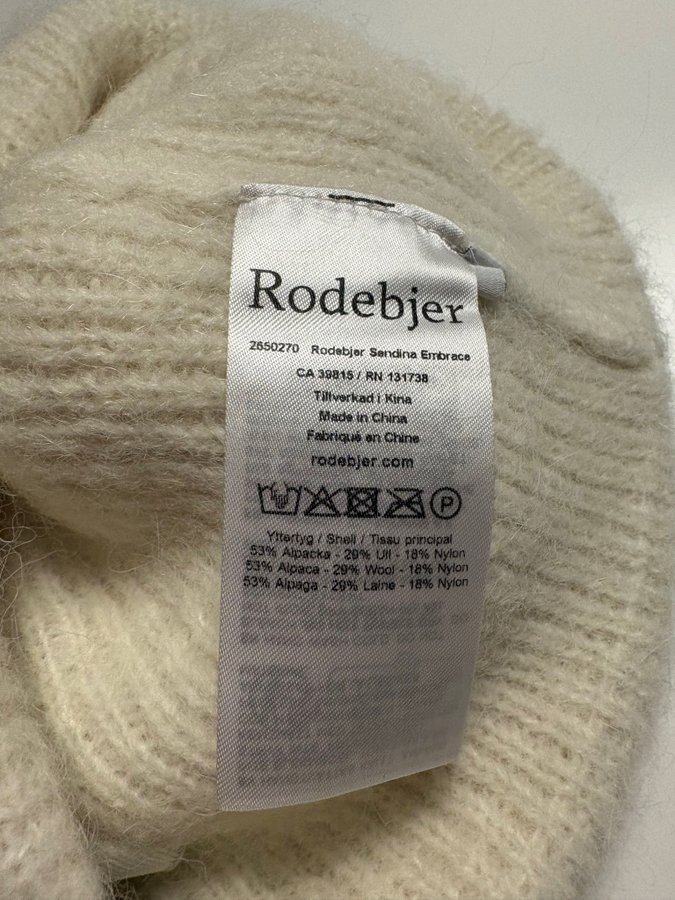 Rodebjer
2650270 Rodebjer Sendina Embrace
CA 39815 / RN 131738
Tillverkad i Kina
Made in China
Fabriqué en Chine
rodebjer.com
P
Yttertyg / Shell / Tissu principal
53% Alpacka - 29% Ull - 18% Nylon
53% Alpaca - 29% Wool - 18% Nylon
53% Alpaga - 29% Laine - 18% Nylon